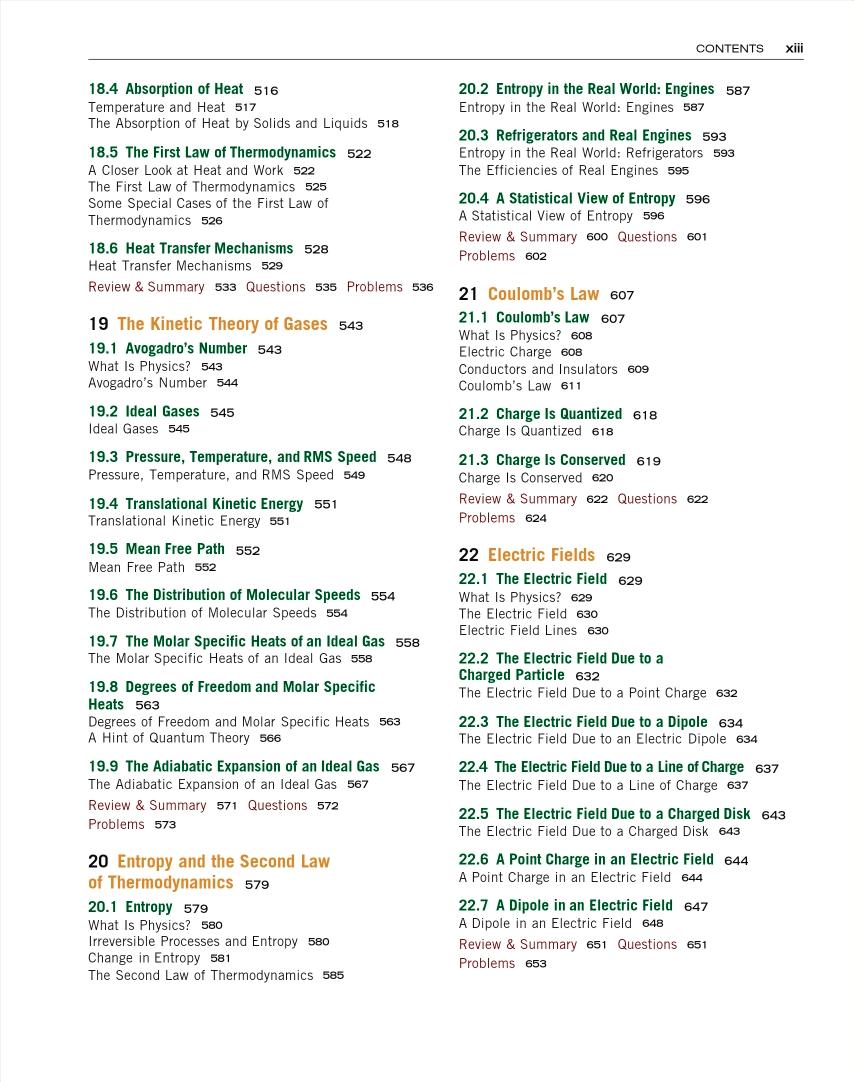 CONTENTS xiii
18.4 Absorption of Heat 516
Temperature and Heat 517
The Absorption of Heat by Solids and Liquids 518
18.5 The First Law of Thermodynamics 522
A Closer Look at Heat and Work 522
The First Law of Thermodynamics 525
Some Special Cases of the First Law of
Thermodynamics 526
18.6 Heat Transfer Mechanisms 528
Heat Transfer Mechanisms 529
Review & Summary 533 Questions 535 Problems 536
19 The Kinetic Theory of Gases 543
19.1 Avogadro's Number 543
What Is Physics? 543
Avogadro's Number 544
19.2 Ideal Gases 545
Ideal Gases 545
19.3 Pressure, Temperature, and RMS Speed 548
Pressure, Temperature, and RMS Speed 549
19.4 Translational Kinetic Energy 551
Translational Kinetic Energy 551
19.5 Mean Free Path 552
Mean Free Path 552
19.6 The Distribution of Molecular Speeds 554
The Distribution of Molecular Speeds 554
19.7 The Molar Specific Heats of an Ideal Gas 558
The Molar Specific Heats of an Ideal Gas 558
19.8 Degrees of Freedom and Molar Specific
Heats 563
Degrees of Freedom and Molar Specific Heats 563
A Hint of Quantum Theory 566
19.9 The Adiabatic Expansion of an Ideal Gas 567
The Adiabatic Expansion of an Ideal Gas 567
Review & Summary 571 Questions 572
Problems 573
20 Entropy and the Second Law
of Thermodynamics 579
20.1 Entropy 579
What Is Physics? 580
Irreversible Processes and Entropy 580
Change in Entropy 581
The Second Law of Thermodynamics 585
20.2 Entropy in the Real World: Engines 587
Entropy in the Real World: Engines 587
20.3 Refrigerators and Real Engines 593
Entropy in the Real World: Refrigerators 593
The Efficiencies of Real Engines 595
20.4 A Statistical View of Entropy 596
A Statistical View of Entropy 596
Review & Summary 600 Questions 601
Problems 602
21 Coulomb's Law 607
21.1 Coulomb's Law 607
What Is Physics? 608
Electric Charge 608
Conductors and Insulators 609
Coulomb's Law 611
21.2 Charge Is Quantized 618
Charge Is Quantized 618
21.3 Charge Is Conserved 619
Charge Is Conserved 620
Review & Summary 622 Questions 622
Problems 624
22 Electric Fields 629
22.1 The Electric Field 629
What Is Physics? 629
The Electric Field 630
Electric Field Lines 630
22.2 The Electric Field Due to a
Charged Particle 632
The Electric Field Due to a Point Charge 632
22.3 The Electric Field Due to a Dipole 634
The Electric Field Due to an Electric Dipole 634
22.4 The Electric Field Due to a Line of Charge 637
The Electric Field Due to a Line of Charge 637
22.5 The Electric Field Due to a Charged Disk 643
The Electric Field Due to a Charged Disk 643
22.6 A Point Charge in an Electric Field 644
A Point Charge in an Electric Field 644
22.7 A Dipole in an Electric Field 647
A Dipole in an Electric Field 648
Review & Summary 651 Questions 651
Problems 653